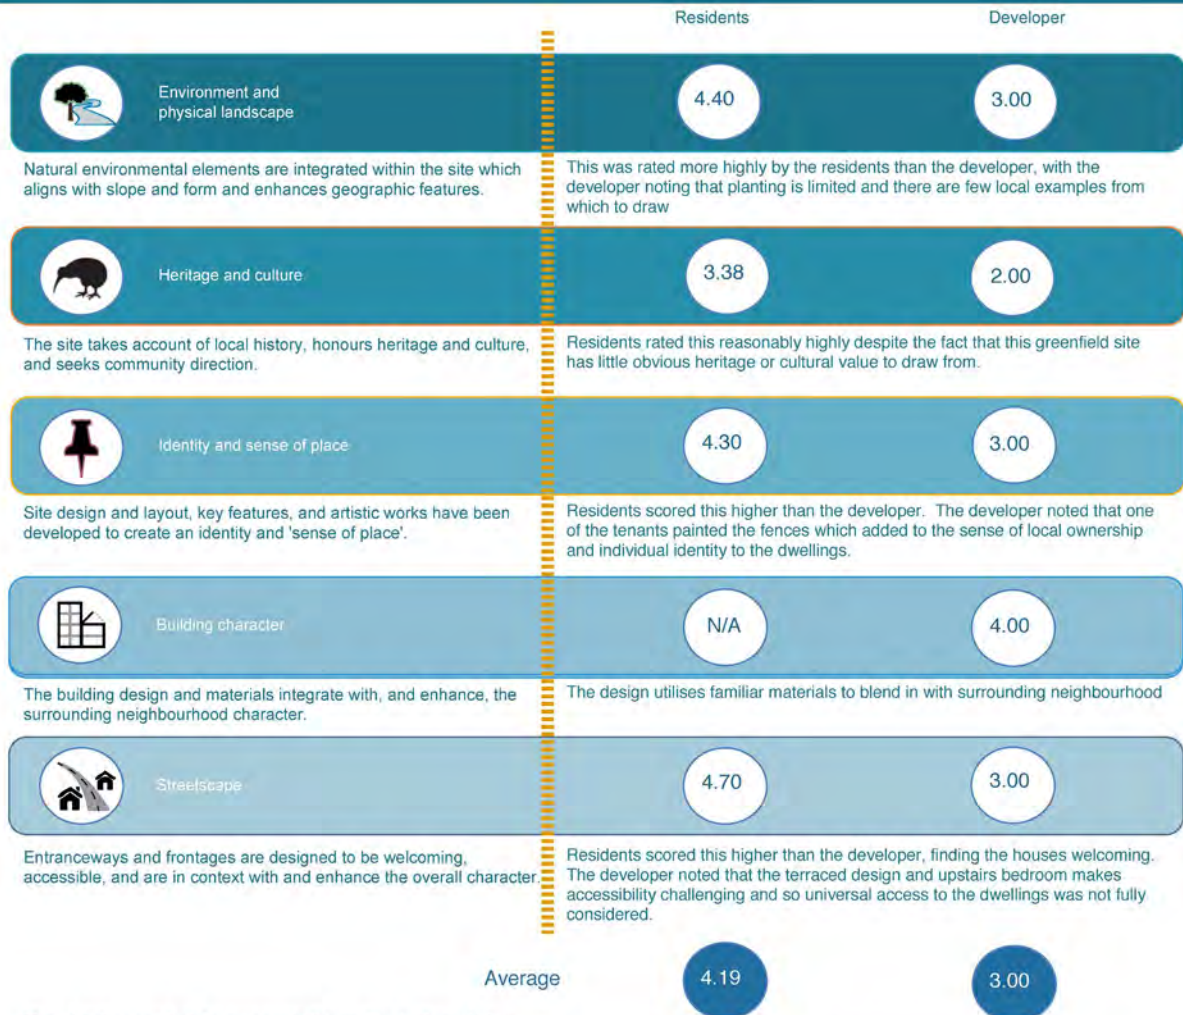 Residents
Developer
Environment and
physical landscape
4.40
3.00
Natural environmental elements are integrated within the site which
aligns with slope and form and enhances geographic features.
This was rated more highly by the residents than the developer, with the
developer noting that planting is limited and there are few local examples from
which to draw
Heritage and culture
3.38
2.00
The site takes account of local history, honours heritage and culture,
and seeks community direction.
Residents rated this reasonably highly despite the fact that this greenfield site
has little obvious heritage or cultural value to draw from.
Identity and sense of place
4.30
3.00
Site design and layout, key features, and artistic works have been
developed to create an identity and 'sense of place'.
Residents scored this higher than the developer.  The developer noted that one
of the tenants painted the fences which added to the sense of local ownership
and individual identity to the dwellings.
Building character
N/A
4.00
The building design and materials integrate with, and enhance, the
surrounding neighbourhood character.
The design utilises familiar materials to blend in with surrounding neighbourhood
Streetscape
4.70
3.00
Entranceways and frontages are designed to be welcoming,
accessible, and are in context with and enhance the overall character.
Residents scored this higher than the developer, finding the houses welcoming.
The developer noted that the terraced design and upstairs bedroom makes
accessibility challenging and so universal access to the dwellings was not fully
considered.
Average
4.19
3.00